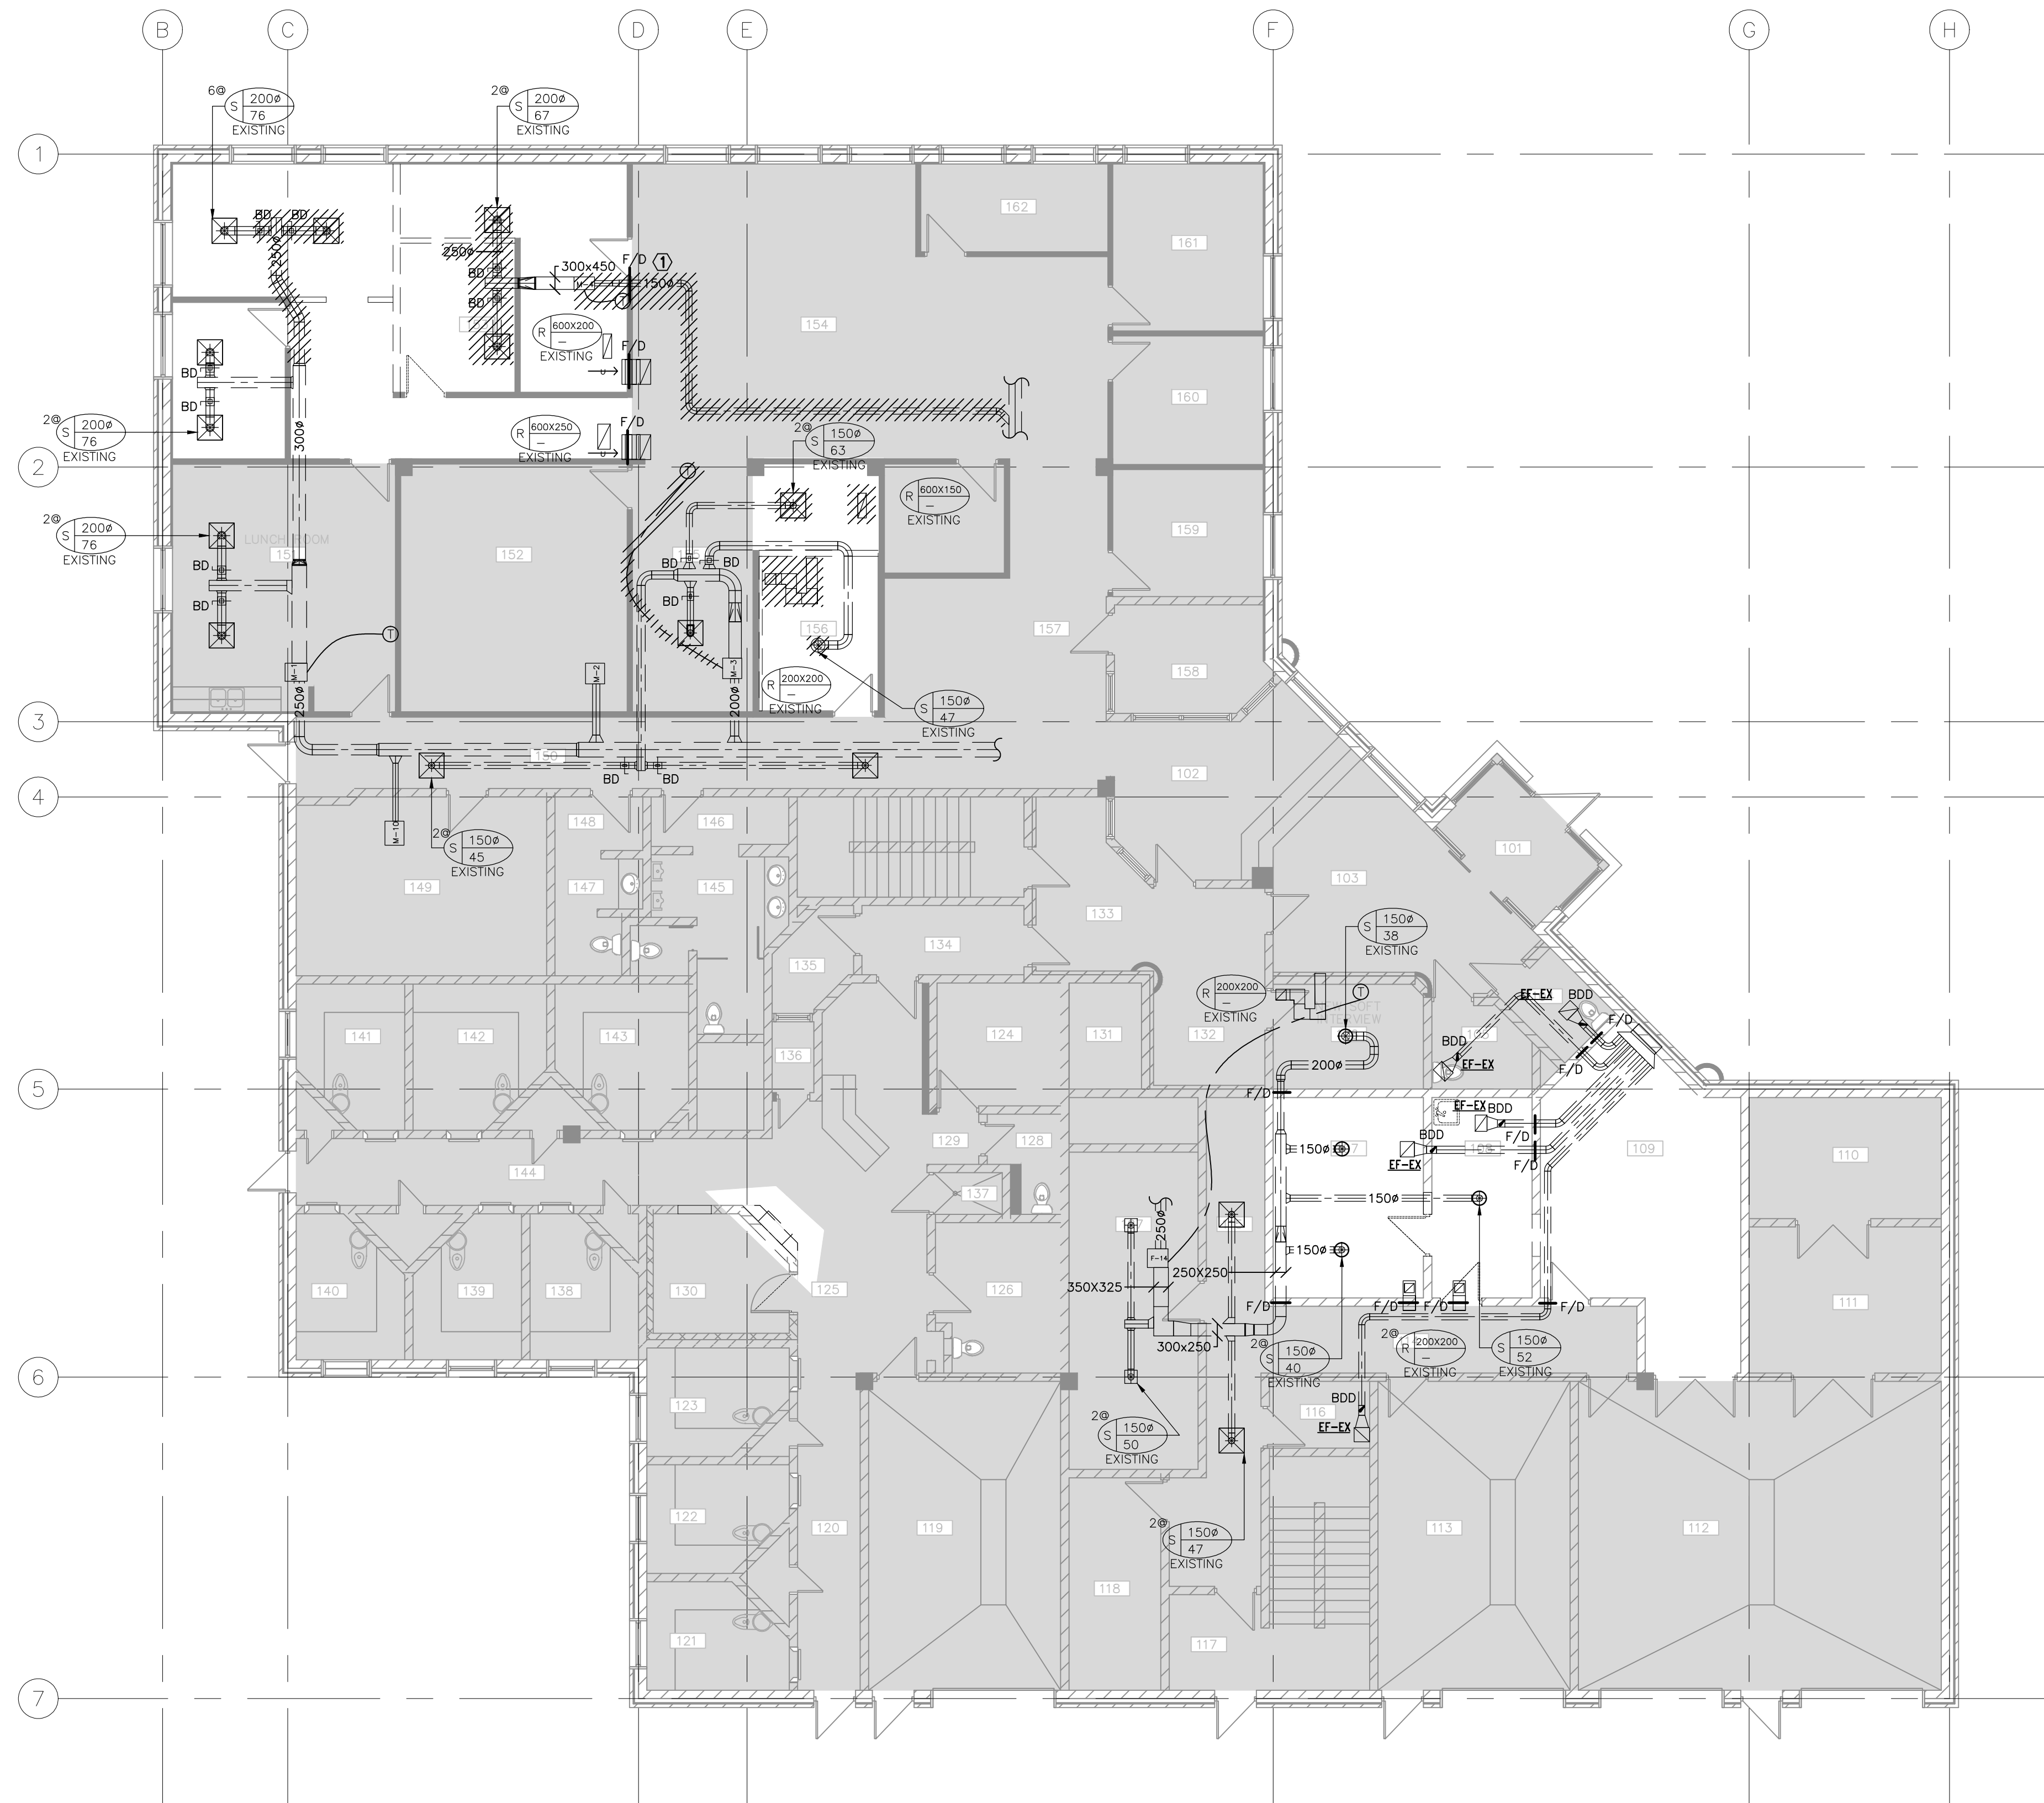 B
C
D
E
F
G
H
1
2
3
4
5
6
7
6@
S 200ø
76
EXISTING
2@
S 200ø
67
EXISTING
BD
BD
250ø
250ø
BD
BD
300x450
M-4
F/D
1
150ø
T
R 600X200
–
EXISTING
F/D
162
161
154
BD
BD
300ø
2@
S 200ø
76
EXISTING
R 600X250
–
EXISTING
F/D
2@
S 150ø
63
EXISTING
160
T
R 600X150
–
EXISTING
2@
S 200ø
76
EXISTING
LUNCH ROOM
BD
BD
152
BD
BD
BD
159
156
157
T
M-1
M-2
M-3
250ø
200ø
R 200X200
–
EXISTING
S 150ø
47
EXISTING
158
150
BD
BD
102
M-10
2@
S 150ø
45
EXISTING
148
146
101
149
147
145
103
133
134
135
S 150ø
38
EXISTING
R 200X200
–
EXISTING
T
141
142
143
136
124
131
132
200ø
EF-EX
BDD
F/D
BDD
EF-EX
F/D
F/D
EF-EX
BDD
F/D
BDD
EF-EX
F/D
150ø
109
110
144
129
128
137
150ø
250ø
F-14
350X325
250X250
150ø
140
139
138
130
125
126
111
F/D
F/D
F/D
F/D
300x250
2@
S 150ø
40
EXISTING
2@
R 200X200
–
EXISTING
S 150ø
52
EXISTING
123
116
BDD
EF-EX
2@
S 150ø
50
EXISTING
122
120
119
113
112
2@
S 150ø
47
EXISTING
118
121
117